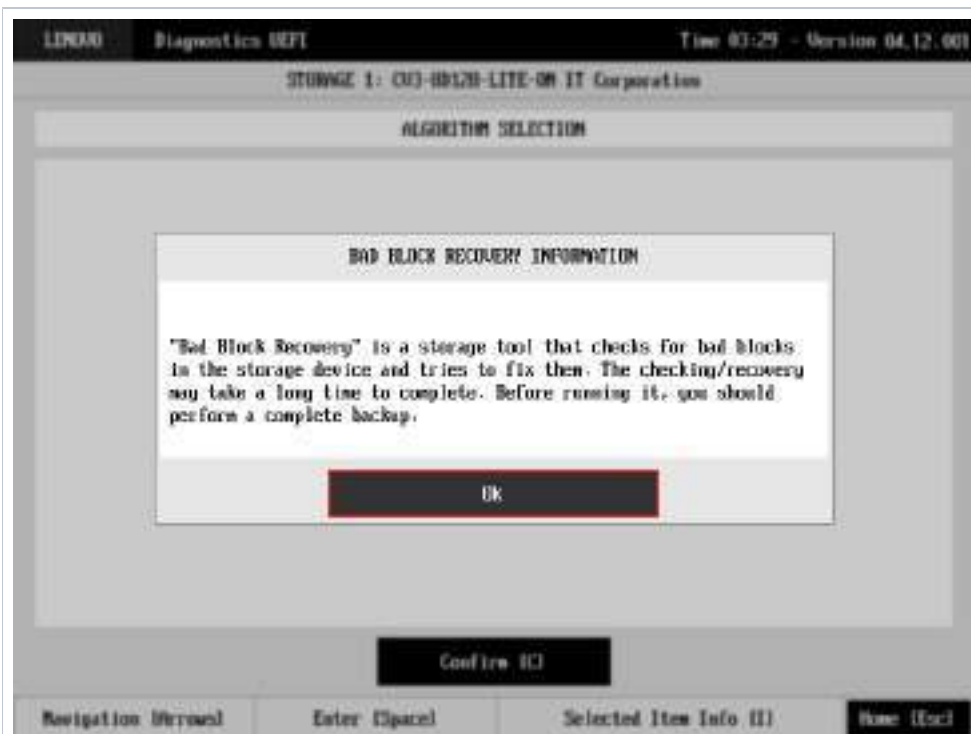 LENOVO Diagnostics UEFI Time 03:29 - Version 04.12.001
STORAGE 1: CV3-8D128-LITE-ON IT Corporation
ALGORITHM SELECTION
BAD BLOCK RECOVERY INFORMATION
"Bad Block Recovery" is a storage tool that checks for bad blocks
in the storage device and tries to fix them. The checking/recovery
may take a long time to complete. Before running it, you should
perform a complete backup.
Ok
Confirm [C]
Navigation [Arrows] Enter [Space] Selected Item Info [I] Home [Esc]